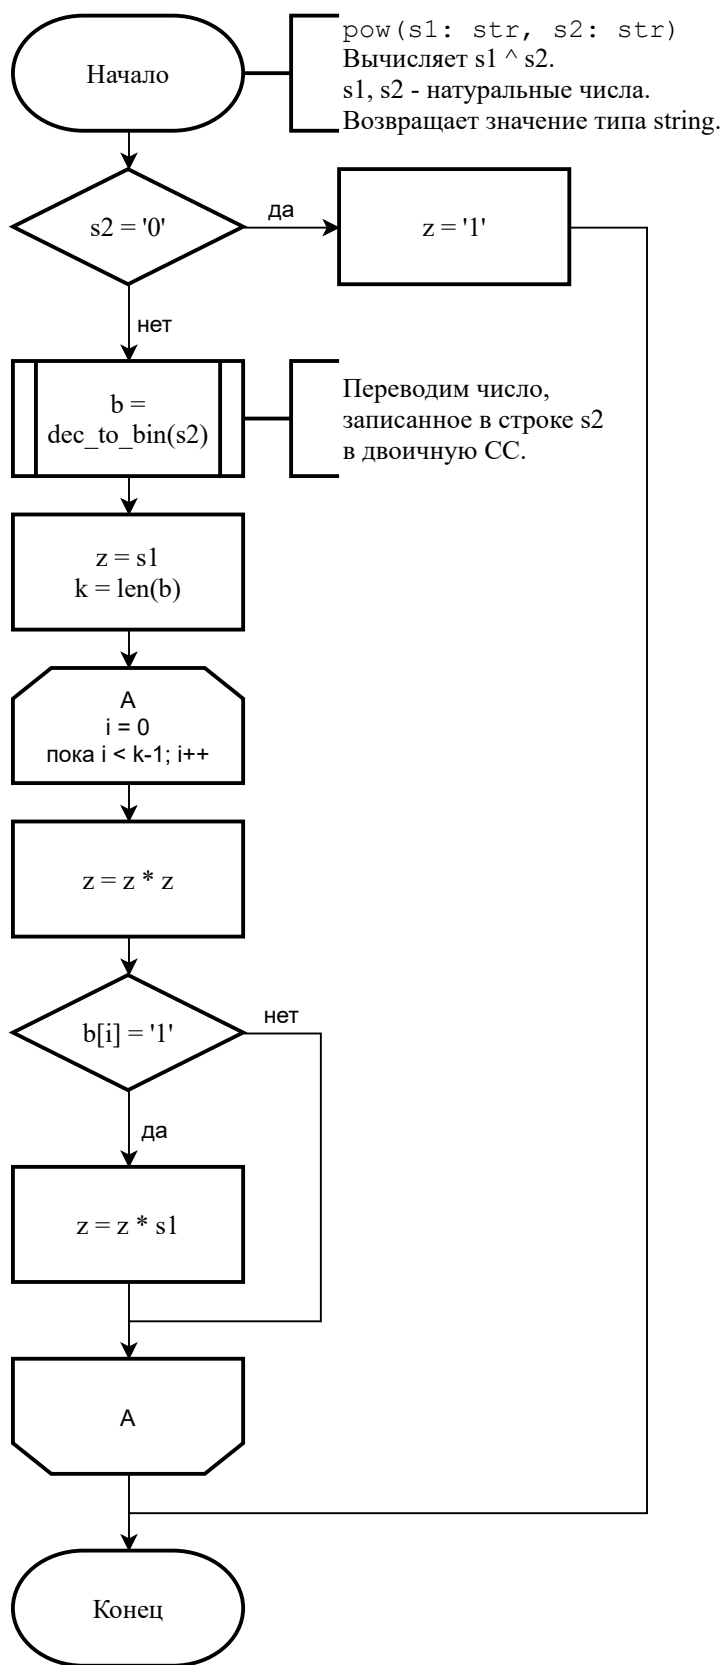 Начало
pow(s1: str, s2: str)
Вычисляет s1 ^ s2.
s1, s2 - натуральные числа.
Возвращает значение типа string.
s2 = '0'
да
z = '1'
нет
b =
dec_to_bin(s2)
Переводим число,
записанное в строке s2
в двоичную СС.
z = s1
k = len(b)
A
i = 0
пока i < k-1; i++
z = z * z
b[i] = '1'
нет
да
z = z * s1
A
Конец